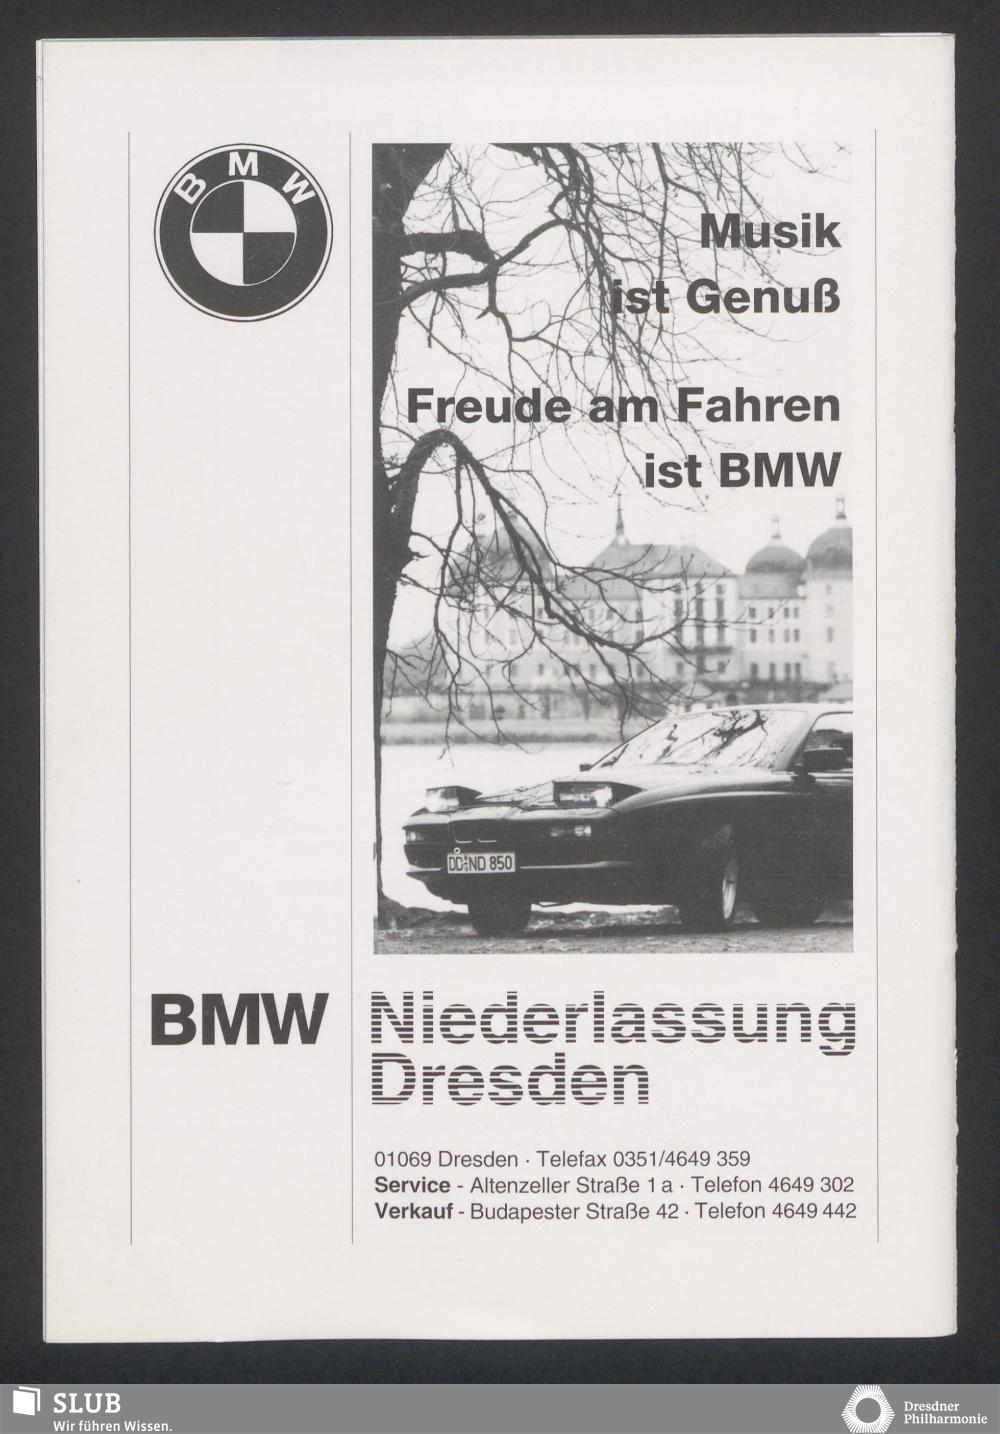 BMW
Musik
ist Genuß
Freude am Fahren
ist BMW
DD-ND 850
BMW Niederlassung
Dresden
01069 Dresden · Telefax 0351/4649 359
Service - Altenzeller Straße 1 a · Telefon 4649 302
Verkauf - Budapester Straße 42 · Telefon 4649 442
SLUB
Wir führen Wissen.
Dresdner
Philharmonie